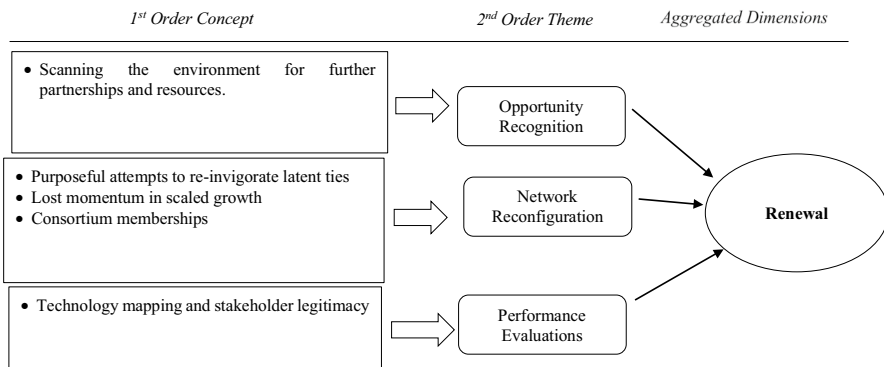 1st Order Concept
2nd Order Theme
Aggregated Dimensions
• Scanning the environment for further
partnerships and resources.
Opportunity
Recognition
• Purposeful attempts to re-invigorate latent ties
• Lost momentum in scaled growth
• Consortium memberships
Network
Reconfiguration
Renewal
• Technology mapping and stakeholder legitimacy
Performance
Evaluations